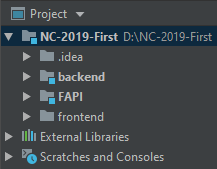 Project
NC-2019-First D:\NC-2019-First
.idea
backend
FAPI
frontend
External Libraries
Scratches and Consoles